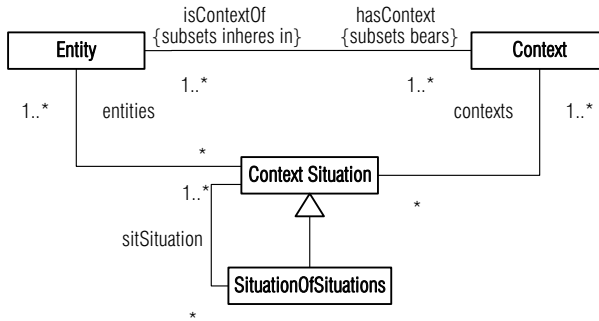 isContextOf
{subsets inheres in}
hasContext
{subsets bears}
Entity
Context
1..*
1..*
1..*
entities
contexts
1..*
*
Context Situation
1..*
*
sitSituation
SituationOfSituations
*